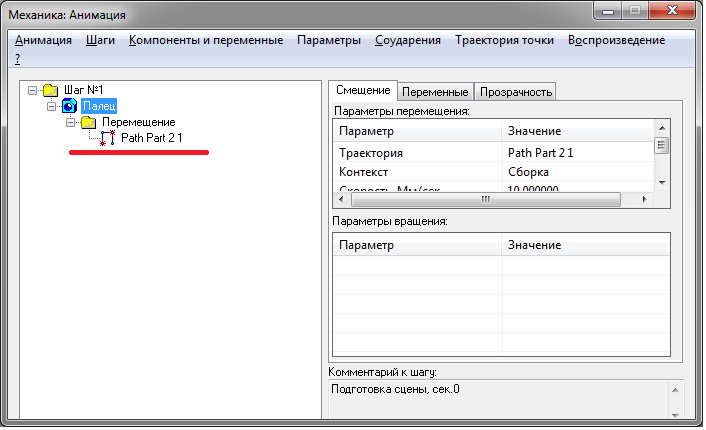 Механика: Анимация
Анимация Шаги Компоненты и переменные Параметры Соударения Траектория точки Воспроизведение
?
Шаг №1
Палец
Перемещение
Path Part 2 1
Смещение Переменные Прозрачность
Параметры перемещения:
Параметр Значение
Траектория Path Part 2 1
Контекст Сборка
Скорость, Мм/сек 10.000000
Параметры вращения:
Параметр Значение
Комментарий к шагу:
Подготовка сцены, сек.0